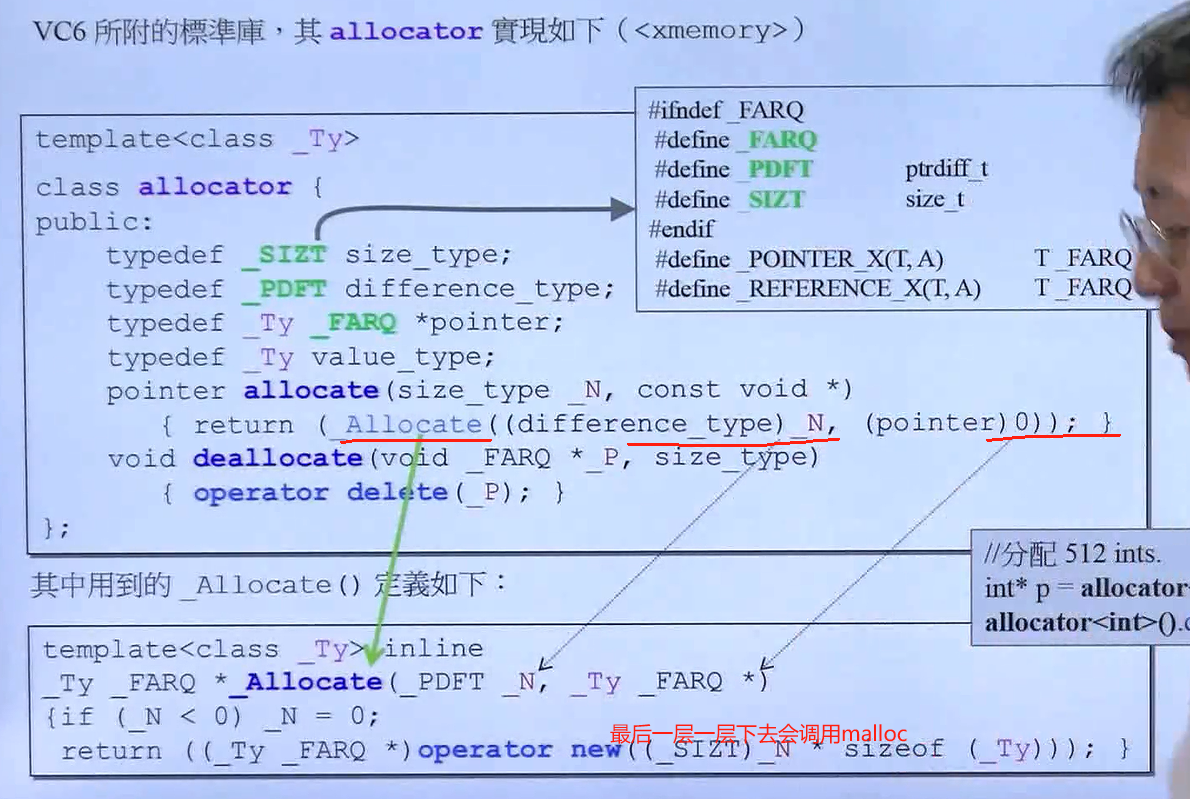 VC6 所附的標準庫，其 allocator 實現如下（<xmemory>）
template<class _Ty>
class allocator {
public:
typedef _SIZT size_type;
typedef _PDFT difference_type;
typedef _Ty _FARQ *pointer;
typedef _Ty value_type;
pointer allocate(size_type _N, const void *)
{ return (_Allocate((difference_type)_N, (pointer)0)); }
void deallocate(void _FARQ *_P, size_type)
{ operator delete(_P); }
};
#ifndef _FARQ
#define _FARQ
#define _PDFT ptrdiff_t
#define _SIZT size_t
#endif
#define _POINTER_X(T, A) T _FARQ
#define _REFERENCE_X(T, A) T _FARQ
//分配 512 ints.
int* p = allocator
allocator<int>().
其中用到的 _Allocate() 定義如下：
template<class _Ty> inline
_Ty _FARQ *_Allocate(_PDFT _N, _Ty _FARQ *)
{if (_N < 0) _N = 0;
最后一层一层下去会调用malloc
return ((_Ty _FARQ *)operator new((_SIZT)_N * sizeof (_Ty))); }